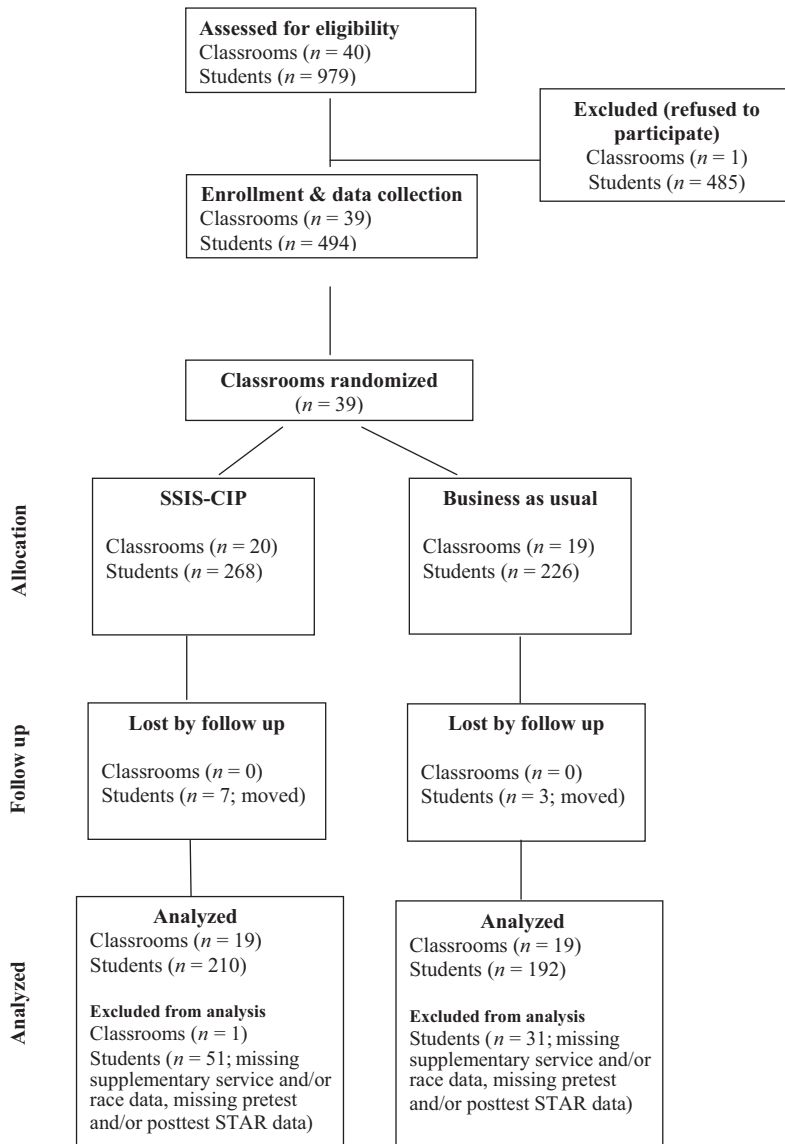 Assessed for eligibility
Classrooms (n = 40)
Students (n = 979)
Excluded (refused to
participate)
Classrooms (n = 1)
Students (n = 485)
Enrollment & data collection
Classrooms (n = 39)
Students (n = 494)
Classrooms randomized
(n = 39)
Allocation
SSIS-CIP
Classrooms (n = 20)
Students (n = 268)
Business as usual
Classrooms (n = 19)
Students (n = 226)
Follow up
Lost by follow up
Classrooms (n = 0)
Students (n = 7; moved)
Lost by follow up
Classrooms (n = 0)
Students (n = 3; moved)
Analyzed
Analyzed
Classrooms (n = 19)
Students (n = 210)
Excluded from analysis
Classrooms (n = 1)
Students (n = 51; missing
supplementary service and/or
race data, missing pretest
and/or posttest STAR data)
Analyzed
Classrooms (n = 19)
Students (n = 192)
Excluded from analysis
Students (n = 31; missing
supplementary service and/or
race data, missing pretest
and/or posttest STAR data)